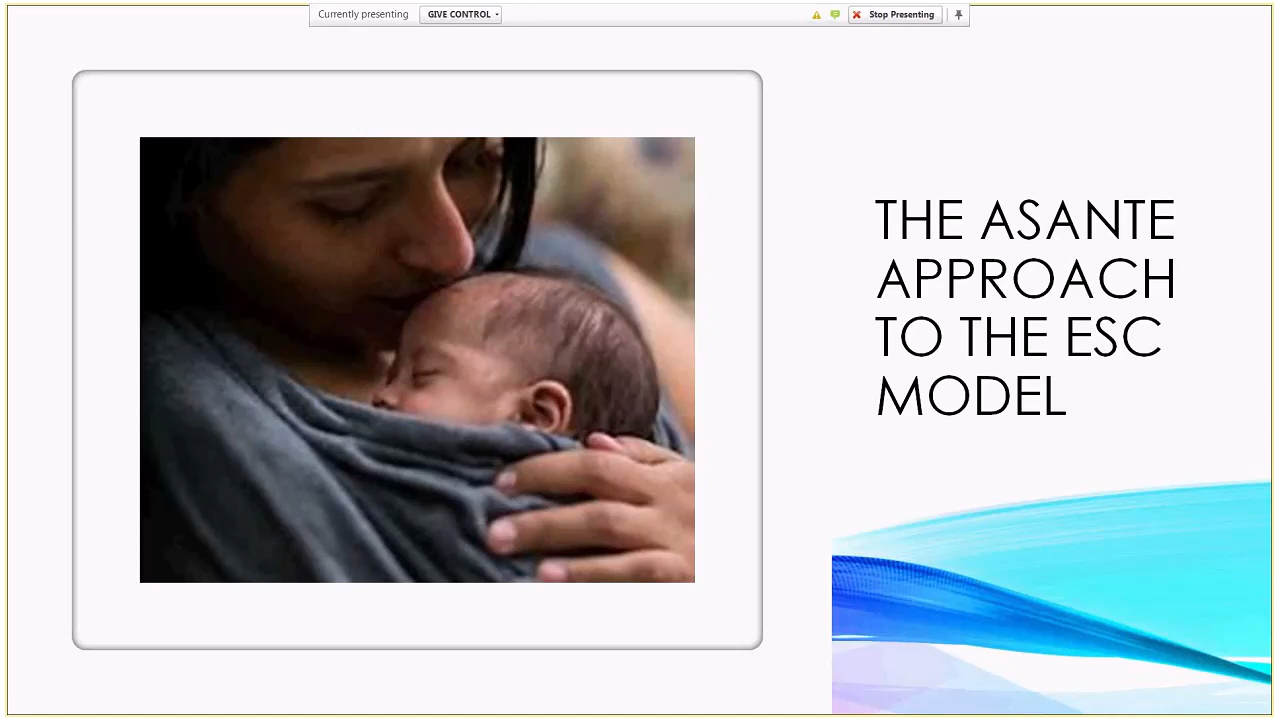 Currently presenting GIVE CONTROL Stop Presenting
THE ASANTE
APPROACH
TO THE ESC
MODEL